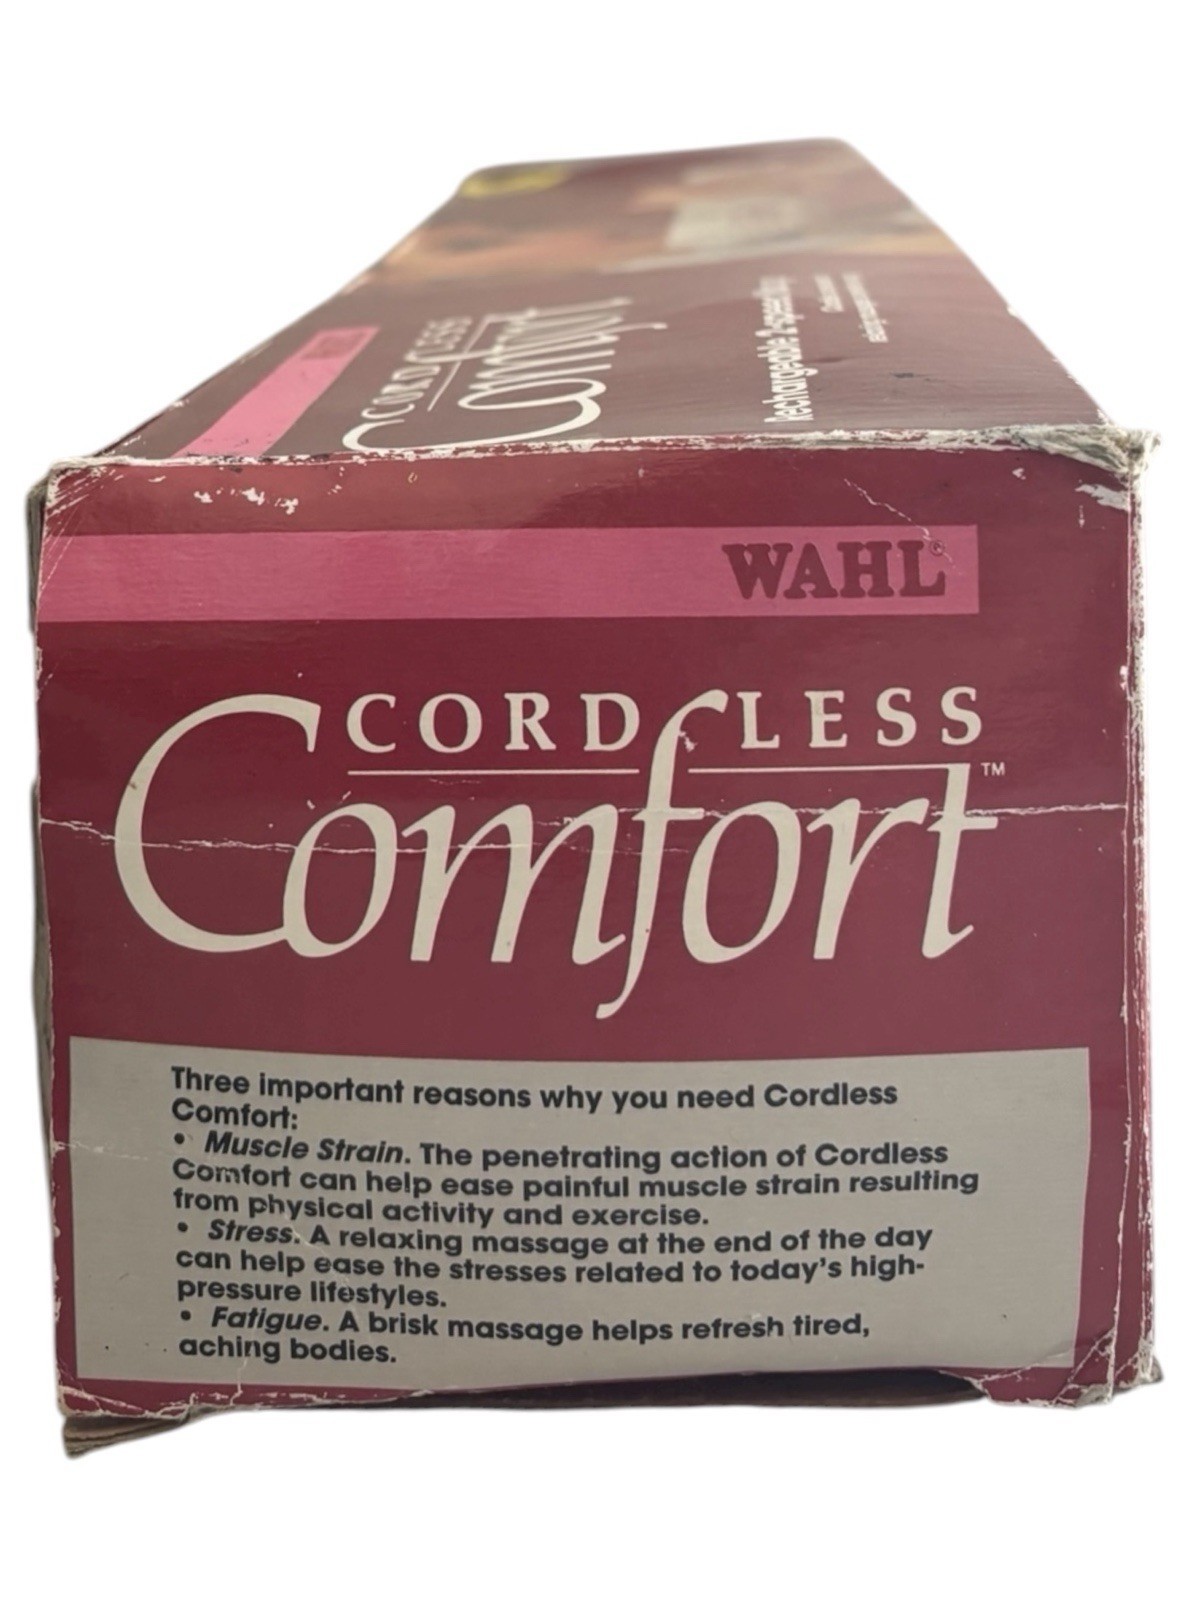 CORDLESS
Comfort
Rechargeable 2-speed
WAHL®
CORDLESS
Comfort™
Three important reasons why you need Cordless
Comfort:
• Muscle Strain. The penetrating action of Cordless
Comfort can help ease painful muscle strain resulting
from physical activity and exercise.
• Stress. A relaxing massage at the end of the day
can help ease the stresses related to today's high-
pressure lifestyles.
• Fatigue. A brisk massage helps refresh tired,
aching bodies.